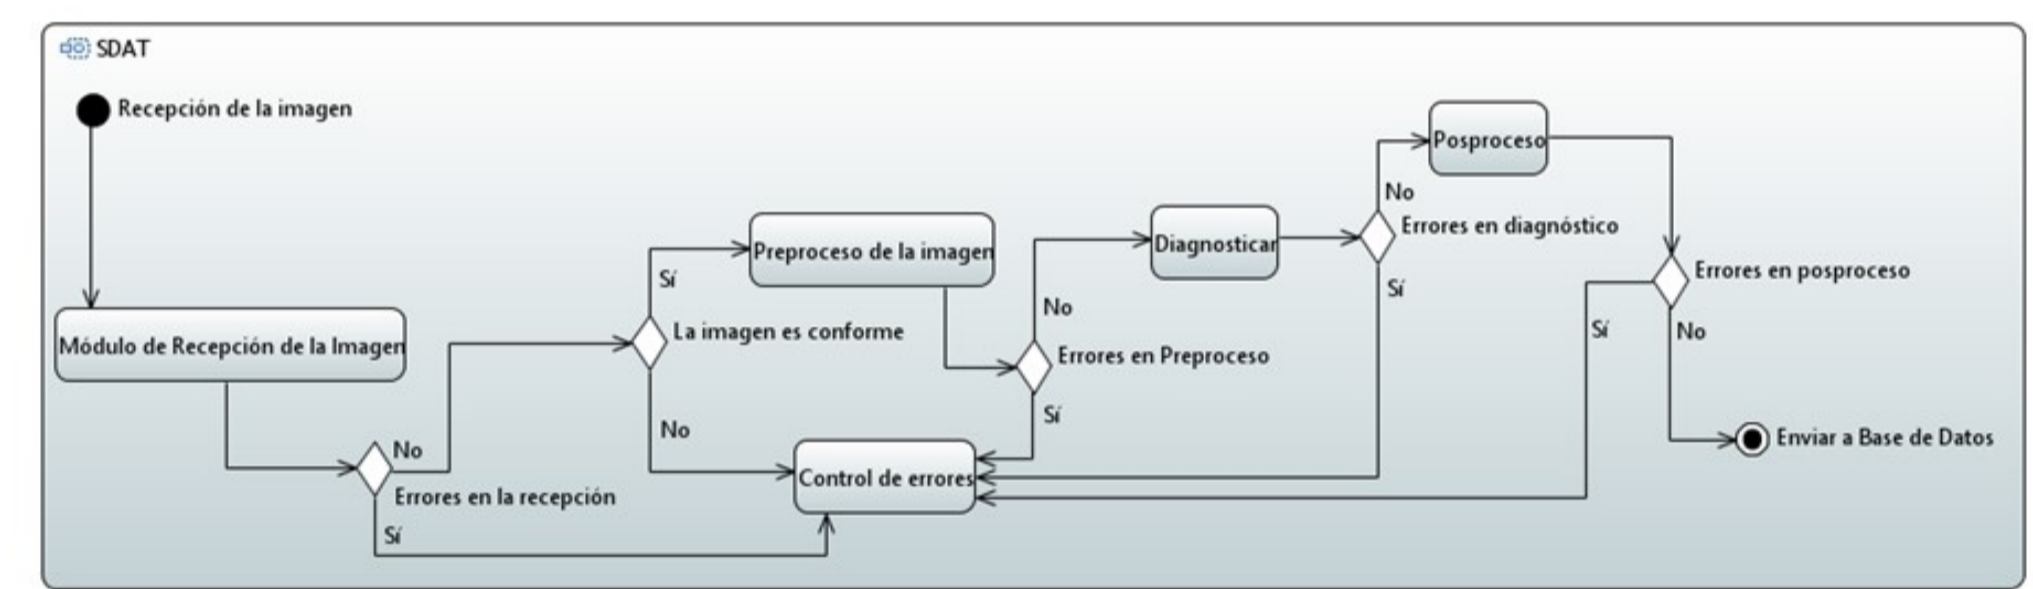 SDAT
Recepción de la imagen
Módulo de Recepción de la Imagen
No
Errores en la recepción
Sí
Sí
La imagen es conforme
No
Preproceso de la imagen
No
Errores en Preproceso
Sí
Control de errores
Diagnosticar
No
Errores en diagnóstico
Sí
Posproceso
Errores en posproceso
Sí
No
Enviar a Base de Datos